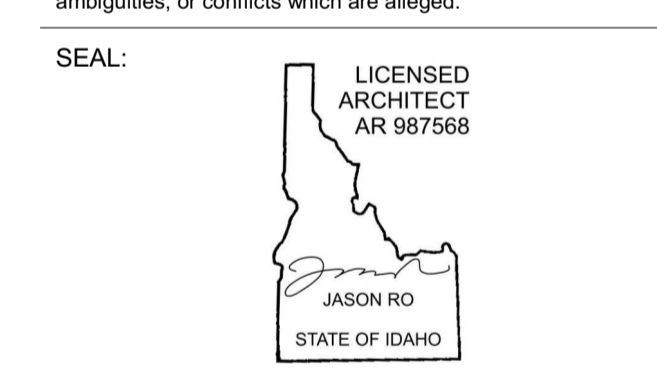 ambiguities, or conflicts which are alleged.
SEAL:
LICENSED
ARCHITECT
AR 987568
JASON RO
STATE OF IDAHO